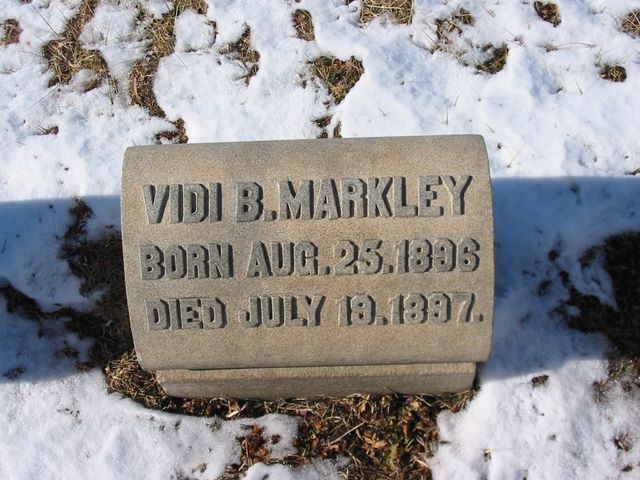 VIDI B. MARKLEY
BORN AUG. 25. 1896
DIED JULY 19. 1897.